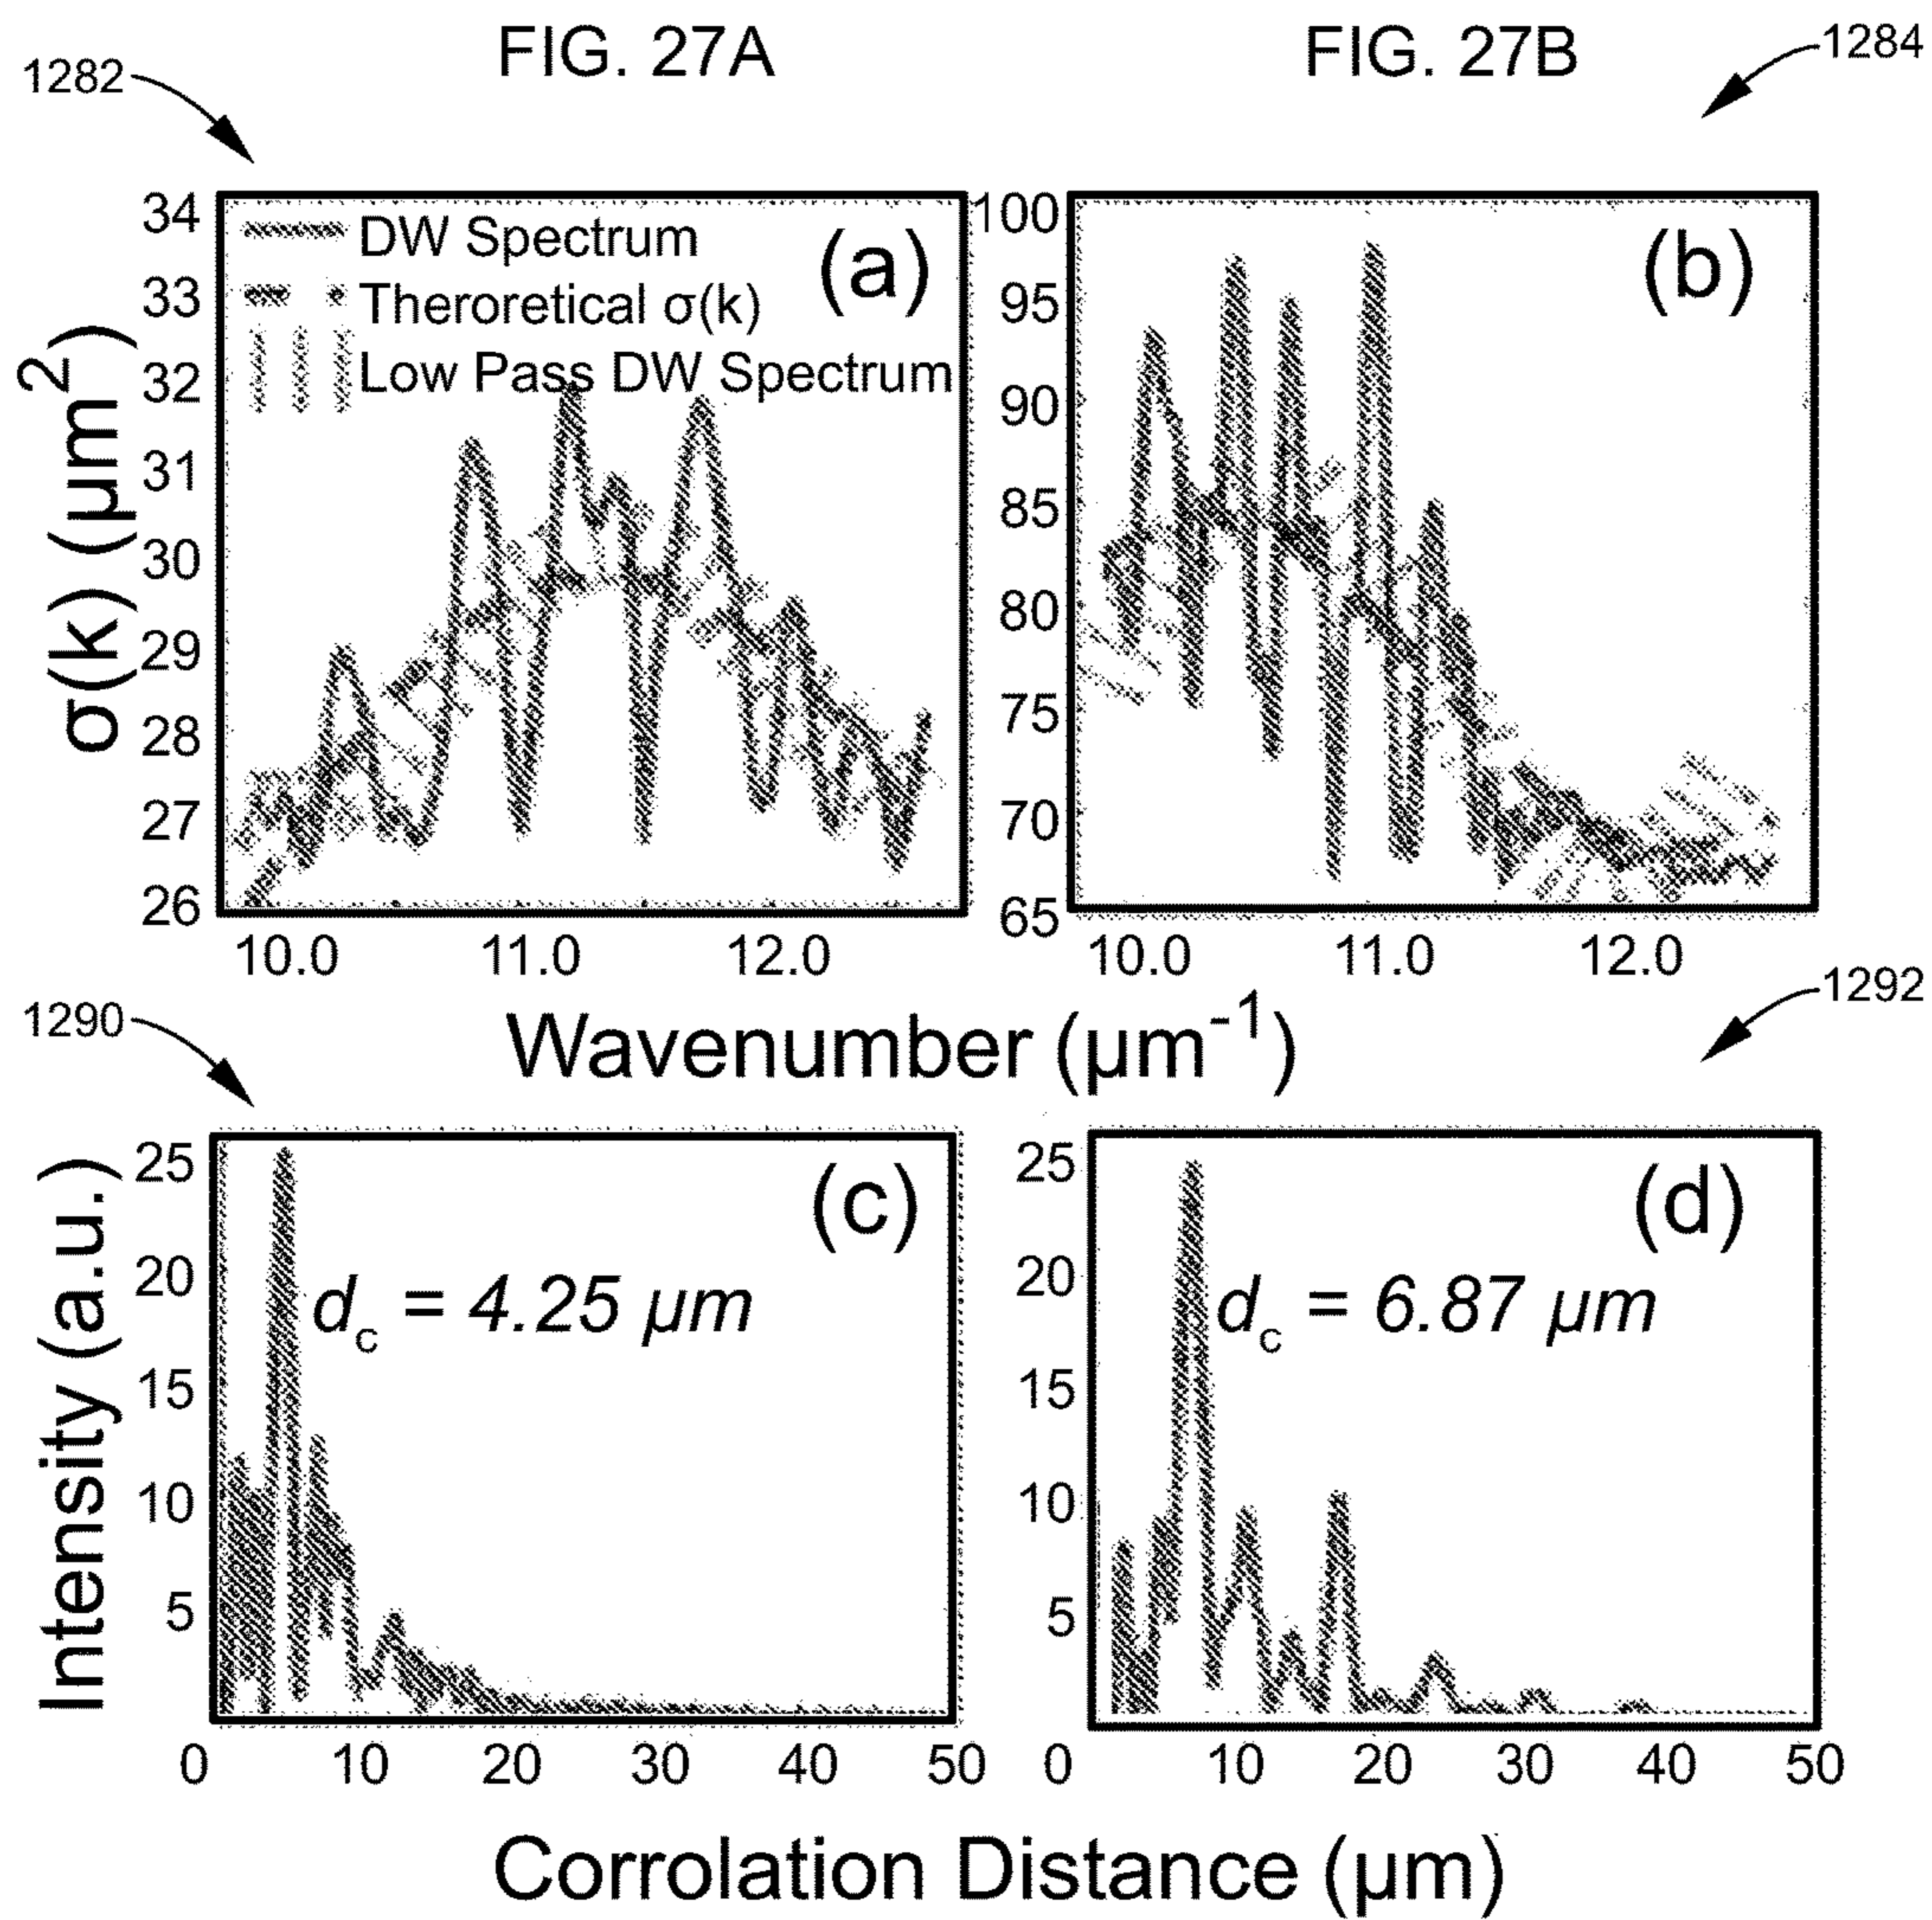 FIG. 27A
FIG. 27B
1282
1284
34
33
32
31
30
29
28
27
26
σ(k) (μm2)
DW Spectrum
Theroretical σ(k)
Low Pass DW Spectrum
(a)
100
95
90
85
80
75
70
65
(b)
10.0 11.0 12.0
10.0 11.0 12.0
Wavenumber (μm-1)
1290
1292
25
20
15
10
5
Intensity (a.u.)
(c)
dc = 4.25 μm
25
20
15
10
5
(d)
dc = 6.87 μm
0 10 20 30 40 50
0 10 20 30 40 50
Corrolation Distance (μm)